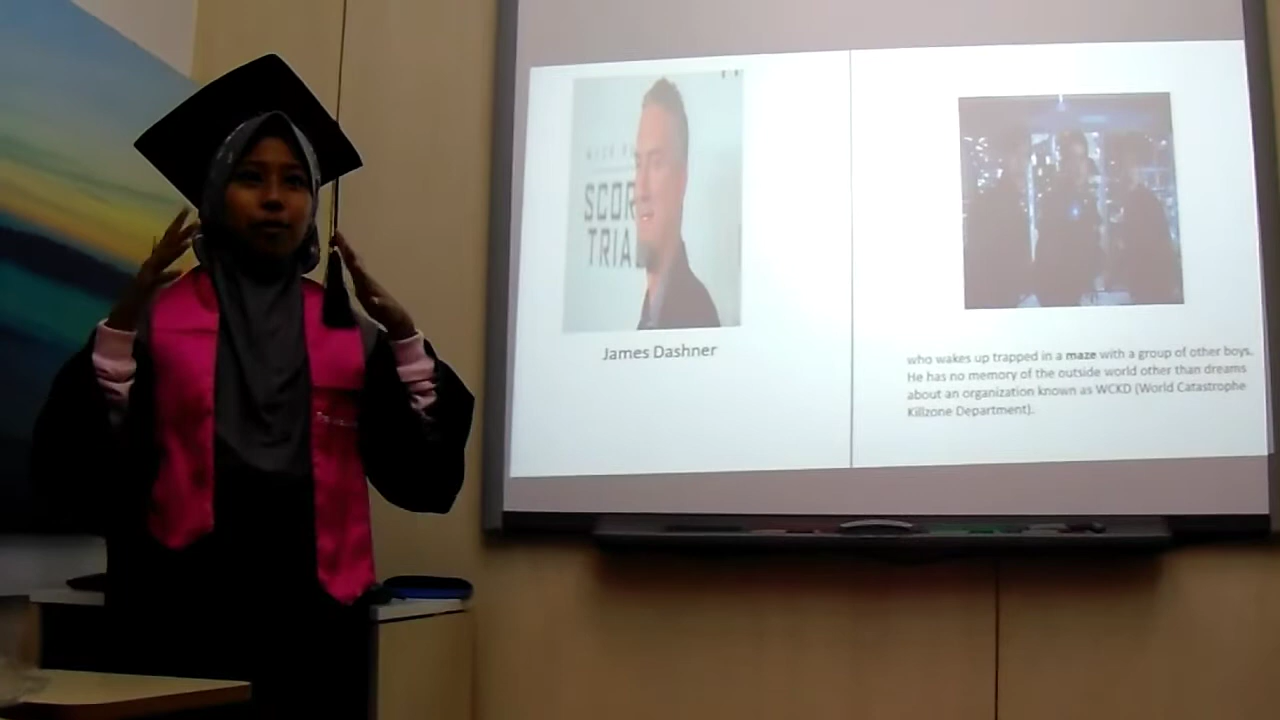 SCOR
TRIAL
James Dashner
who wakes up trapped in a maze with a group of other boys.
He has no memory of the outside world other than dreams
about an organization known as WCKD (World Catastrophe
Killzone Department).